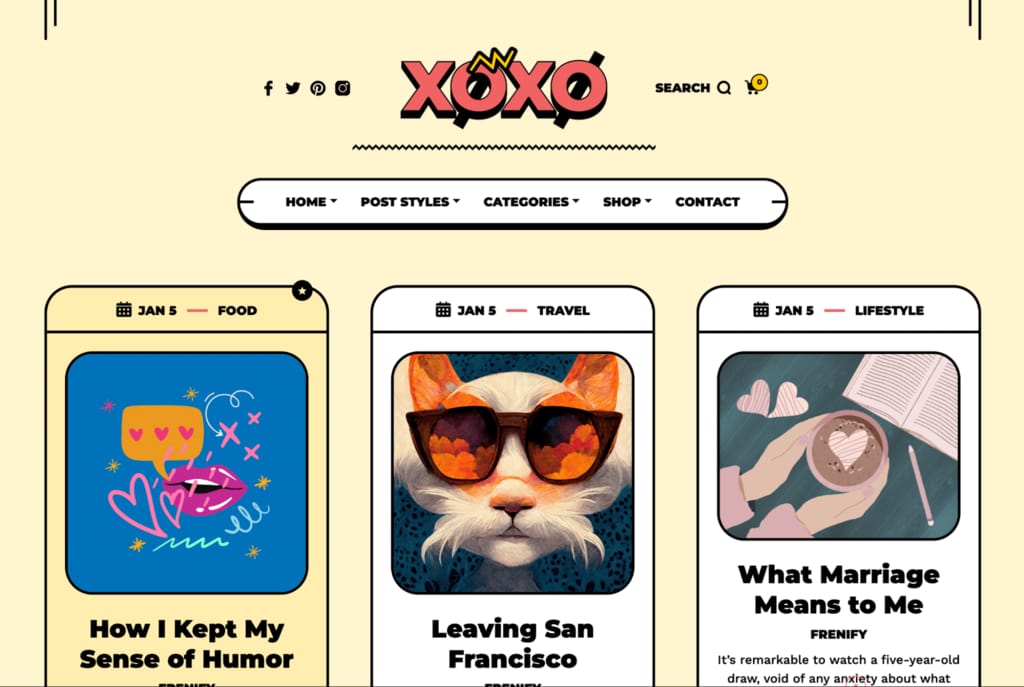 XOXO
SEARCH
0
HOME POST STYLES CATEGORIES SHOP CONTACT
JAN 5 — FOOD
How I Kept My
Sense of Humor
FRENIFY
JAN 5 — TRAVEL
Leaving San
Francisco
FRENIFY
JAN 5 — LIFESTYLE
What Marriage
Means to Me
FRENIFY
It’s remarkable to watch a five-year-old
draw, void of any anxiety about what